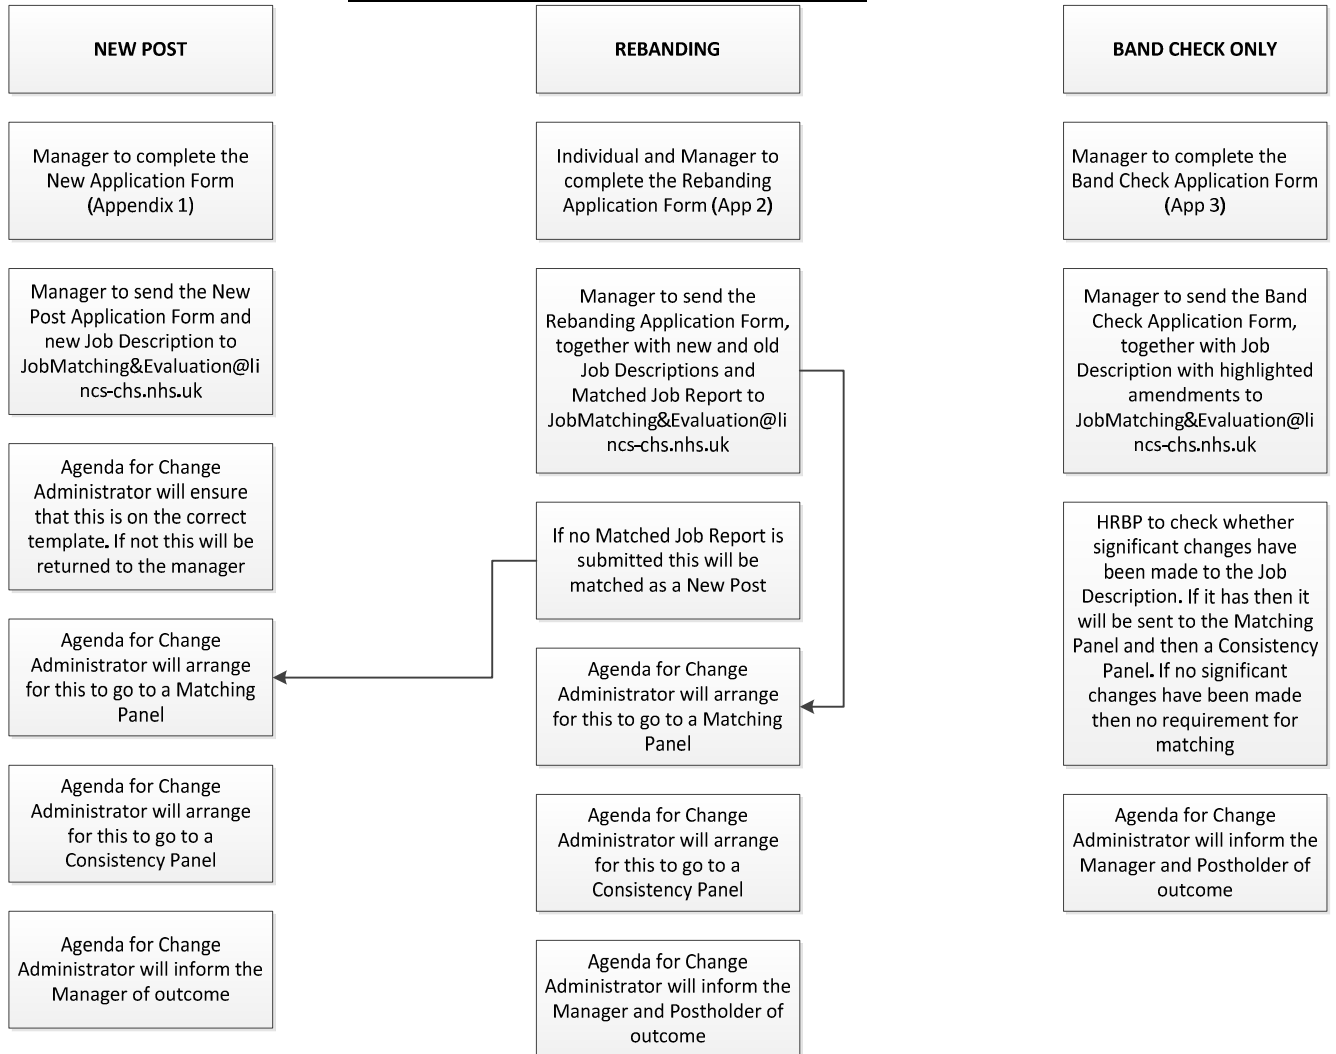 NEW POST
Manager to complete the
New Application Form
(Appendix 1)
Manager to send the New
Post Application Form and
new Job Description to
JobMatching&Evaluation@li
ncs-chs.nhs.uk
Agenda for Change
Administrator will ensure
that this is on the correct
template. If not this will be
returned to the manager
Agenda for Change
Administrator will arrange
for this to go to a Matching
Panel
Agenda for Change
Administrator will arrange
for this to go to a
Consistency Panel
Agenda for Change
Administrator will inform the
Manager of outcome
REBANDING
Individual and Manager to
complete the Rebanding
Application Form (App 2)
Manager to send the
Rebanding Application Form,
together with new and old
Job Descriptions and
Matched Job Report to
JobMatching&Evaluation@li
ncs-chs.nhs.uk
If no Matched Job Report is
submitted this will be
matched as a New Post
Agenda for Change
Administrator will arrange
for this to go to a Matching
Panel
Agenda for Change
Administrator will arrange
for this to go to a
Consistency Panel
Agenda for Change
Administrator will inform the
Manager and Postholder of
outcome
BAND CHECK ONLY
Manager to complete the
Band Check Application Form
(App 3)
Manager to send the Band
Check Application Form,
together with Job
Description with highlighted
amendments to
JobMatching&Evaluation@li
ncs-chs.nhs.uk
HRBP to check whether
significant changes have
been made to the Job
Description. If it has then it
will be sent to the Matching
Panel and then a Consistency
Panel. If no significant
changes have been made
then no requirement for
matching
Agenda for Change
Administrator will inform the
Manager and Postholder of
outcome